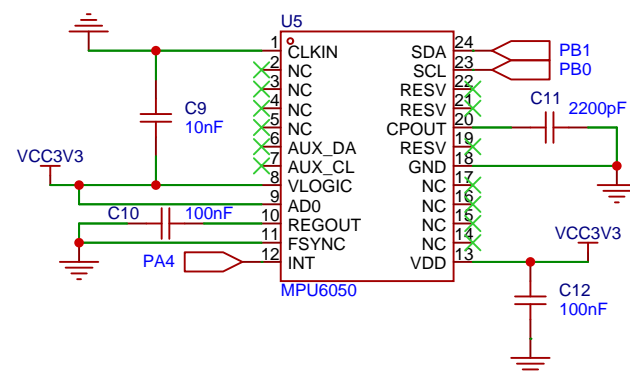 U5
1 CLKIN SDA 24 PB1
2 NC SCL 23 PB0
3 NC RESV 22
4 NC RESV 21 C11 2200pF
5 NC CPOUT 20
C9
10nF
6 AUX_DA RESV 19
7 AUX_CL GND 18
VCC3V3
8 VLOGIC NC 17
9 AD0 NC 16
C10 100nF
10 REGOUT NC 15
11 FSYNC NC 14
VCC3V3
PA4 12 INT VDD 13
MPU6050
C12
100nF